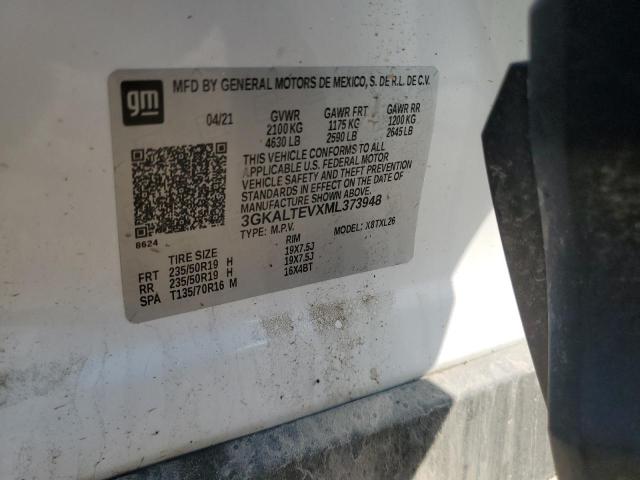 gm
MFD BY GENERAL MOTORS DE MEXICO, S. DE R.L. DE C.V.
04/21 GVWR GAWR FRT GAWR RR
2100 KG 1175 KG 1200 KG
4630 LB 2590 LB 2645 LB
THIS VEHICLE CONFORMS TO ALL
APPLICABLE U.S. FEDERAL MOTOR
VEHICLE SAFETY AND THEFT PREVENTION
STANDARDS IN EFFECT ON THE DATE OF
MANUFACTURE SHOWN ABOVE.
3GKALTEVXML373948
TYPE: M.P.V. MODEL: X8TXL26
8624
TIRE SIZE RIM
FRT 235/50R19 H 19X7.5J
RR 235/50R19 H 19X7.5J
SPA T135/70R16 M 16X4BT